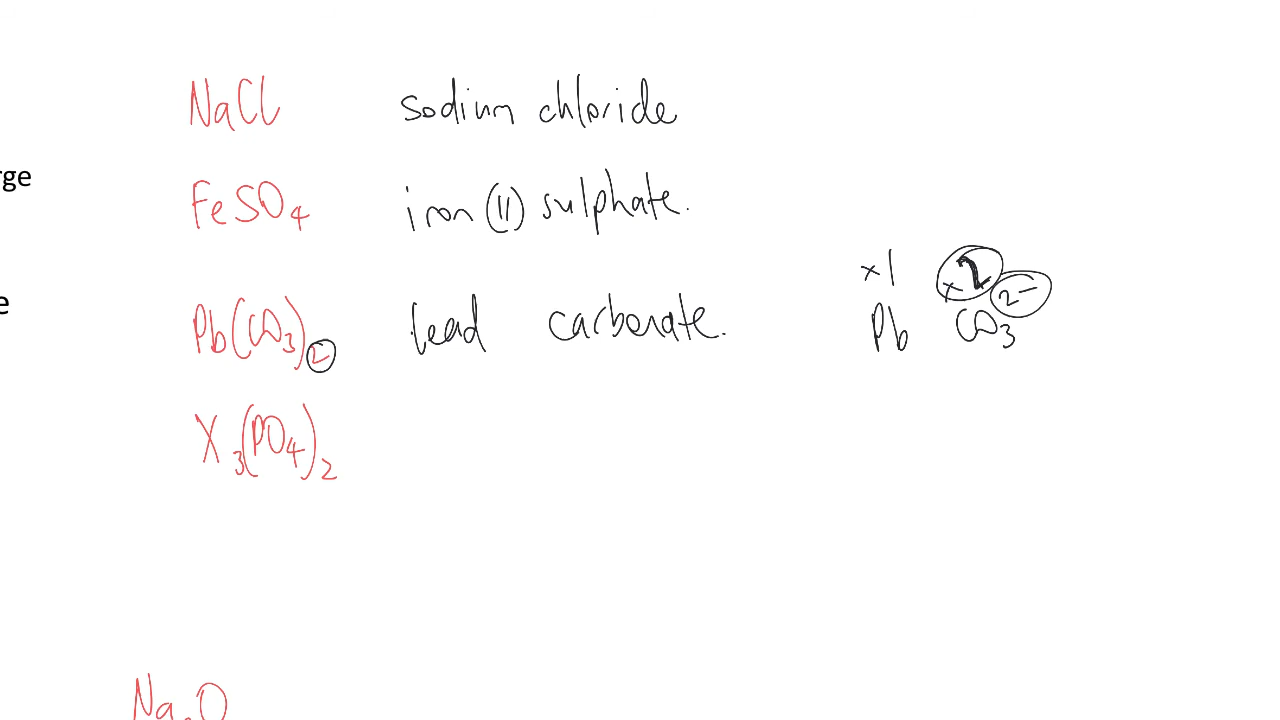 NaCl sodium chloride
rge
FeSO4 iron (II) sulphate.
×1 ×2
e
Pb(CO3)2 lead carbonate. Pb CO3 2-
X3(PO4)2
Na2O